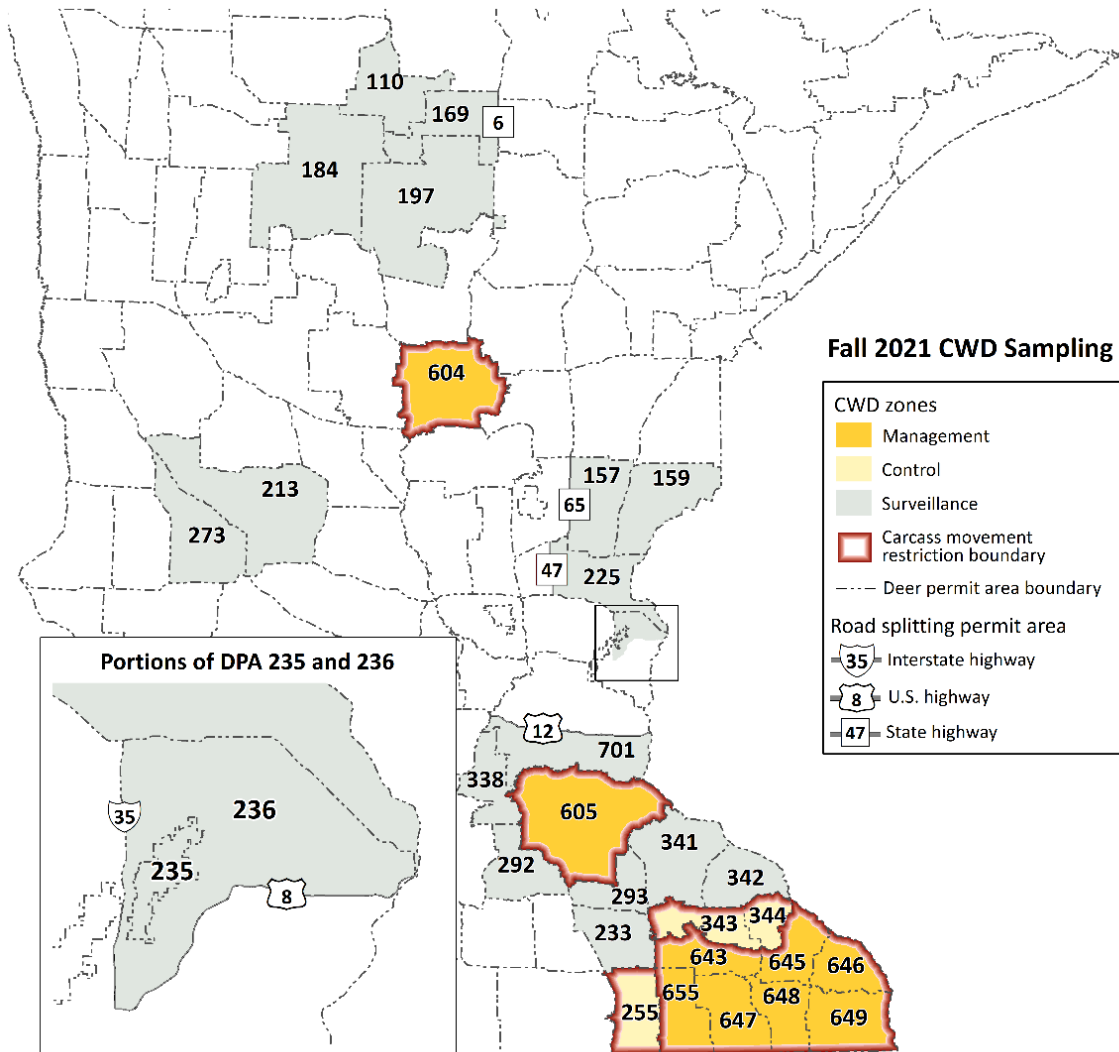 110
169
6
184
197
604
Fall 2021 CWD Sampling
CWD zones
Management
Control
Surveillance
Carcass movement
restriction boundary
Deer permit area boundary
Road splitting permit area
35 Interstate highway
8 U.S. highway
47 State highway
213
273
157
159
65
47
225
Portions of DPA 235 and 236
236
35
235
8
12
701
338
605
341
292
342
293
344
343
233
643
645
646
655
648
255
647
649